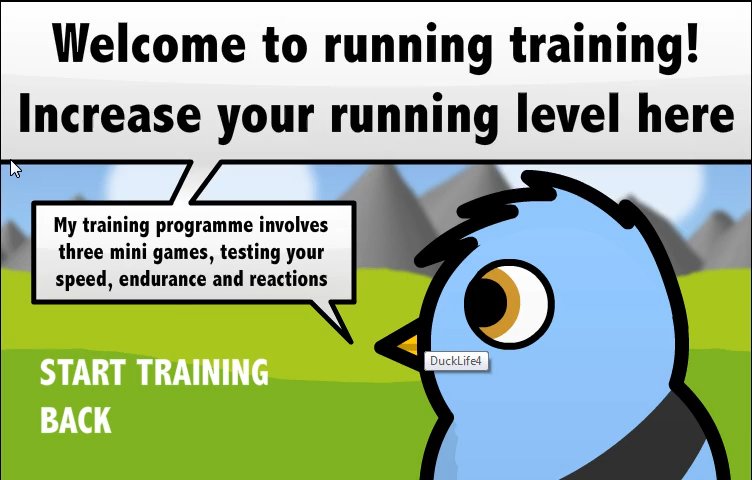 Welcome to running training!
Increase your running level here
My training programme involves
three mini games, testing your
speed, endurance and reactions
DuckLife4
START TRAINING
BACK